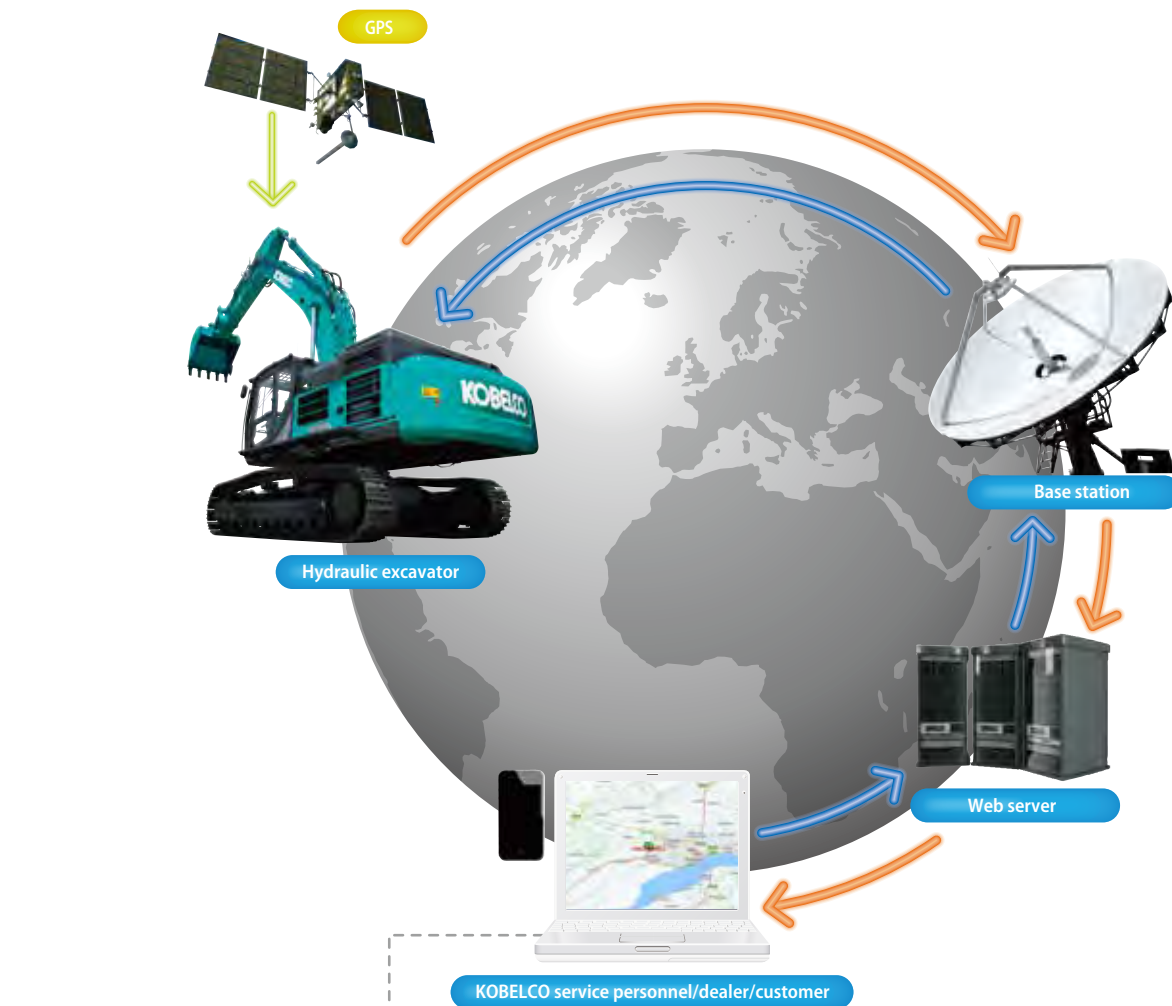 GPS
KOBELCO
Base station
Hydraulic excavator
Web server
KOBELCO service personnel/dealer/customer